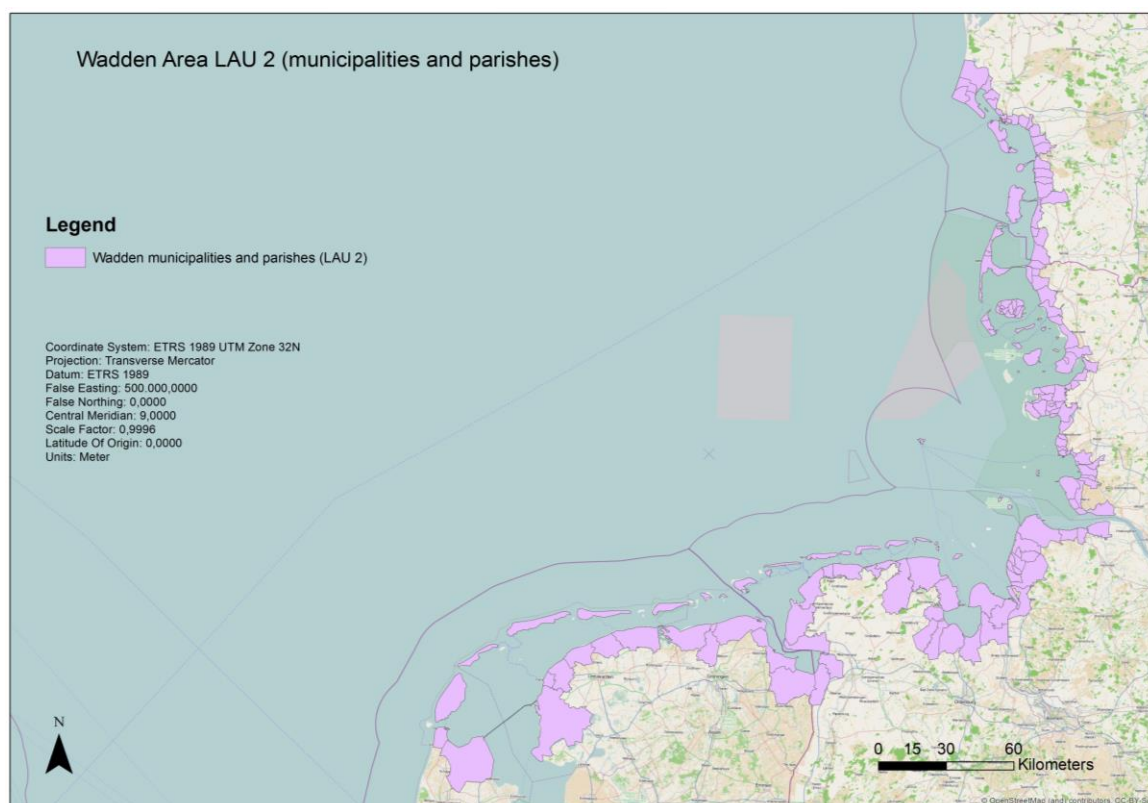 Wadden Area LAU 2 (municipalities and parishes)
Legend
Wadden municipalities and parishes (LAU 2)
Coordinate System: ETRS 1989 UTM Zone 32N
Projection: Transverse Mercator
Datum: ETRS 1989
False Easting: 500.000,0000
False Northing: 0,0000
Central Meridian: 9,0000
Scale Factor: 0,9996
Latitude Of Origin: 0,0000
Units: Meter
N
0 15 30 60
Kilometers
© OpenStreetMap (and) contributors, CC-BY-S